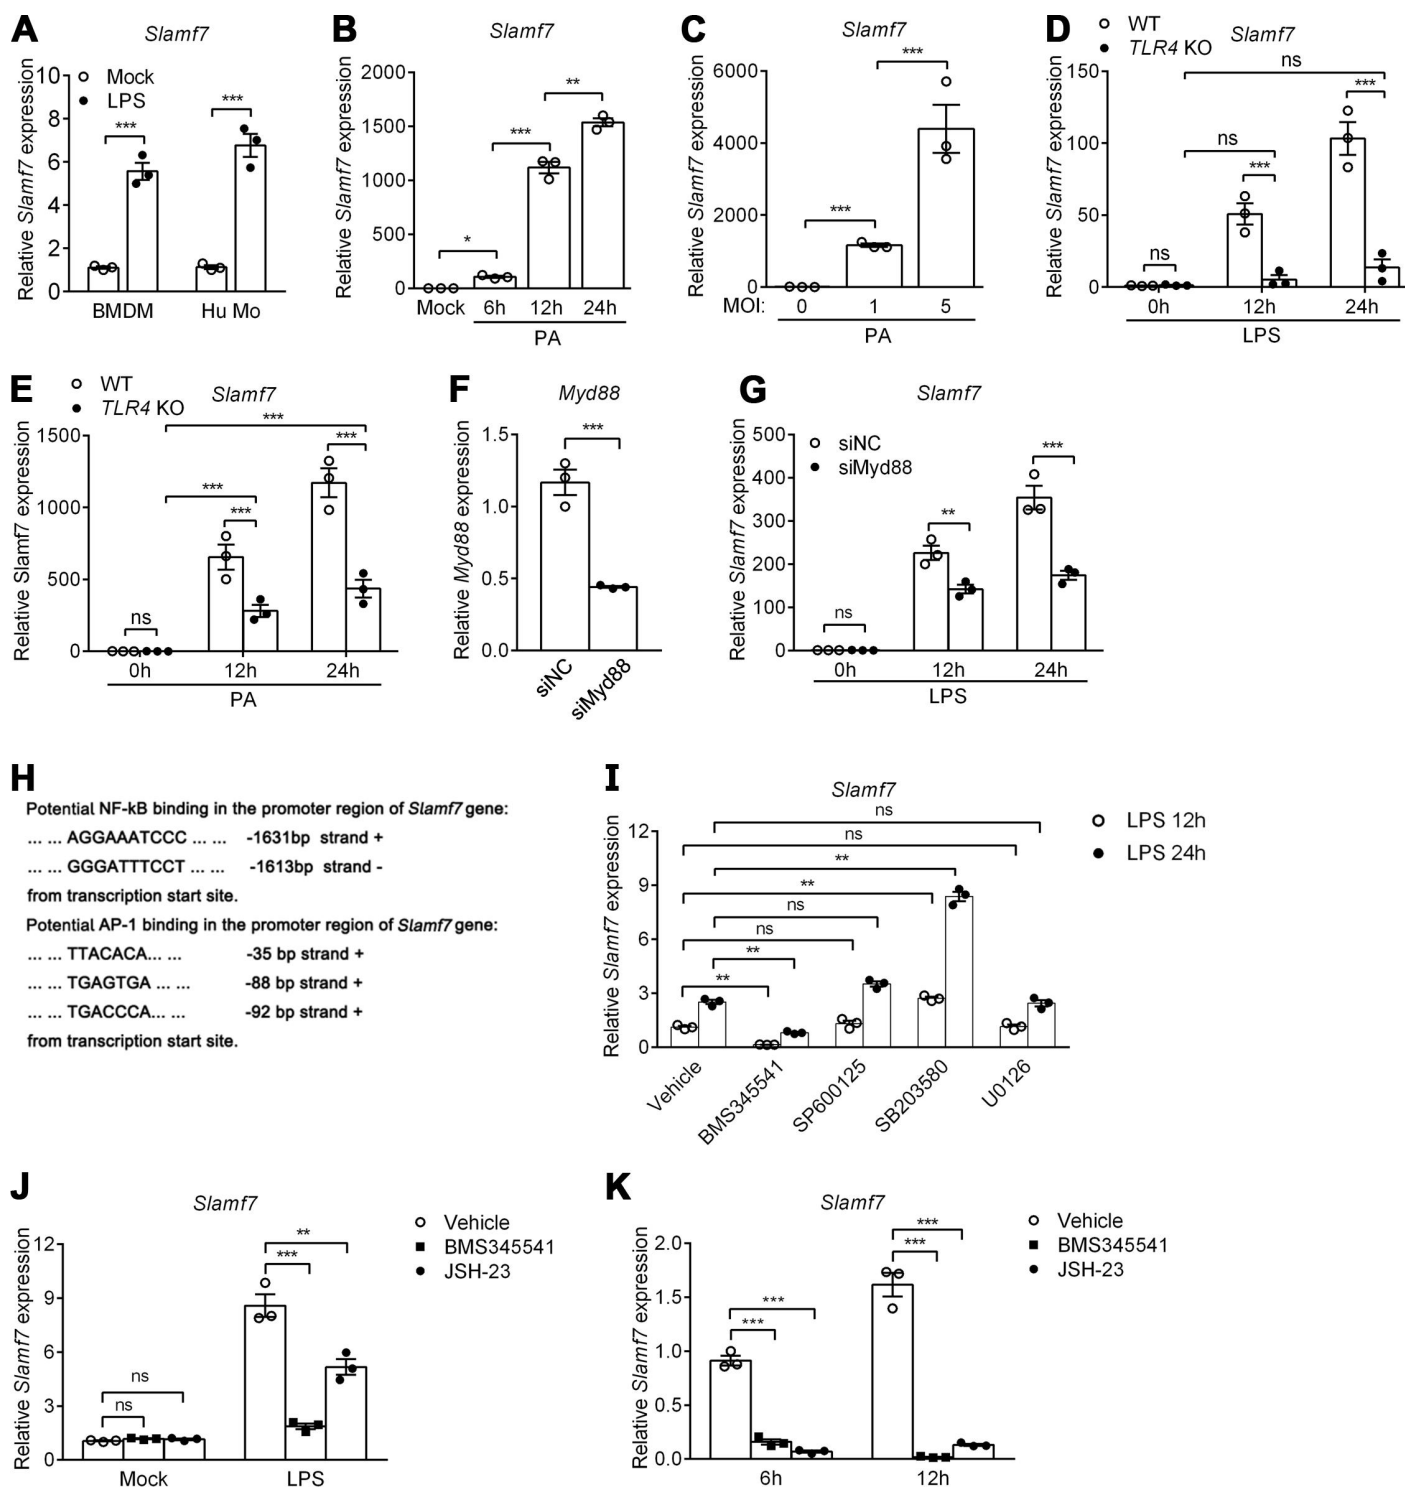 A
Slamf7
Relative Slamf7 expression
10
8
6
4
2
0
Mock
LPS
***
***
BMDM
Hu Mo
B
Slamf7
Relative Slamf7 expression
2000
1500
1000
500
0
*
***
**
Mock
6h
12h
24h
PA
C
Slamf7
Relative Slamf7 expression
6000
4000
2000
0
***
***
MOI:
0
1
5
PA
D
WT
TLR4 KO
Slamf7
Relative Slamf7 expression
150
100
50
0
ns
***
ns
***
ns
0h
12h
24h
LPS
E
WT
TLR4 KO
Slamf7
Relative Slamf7 expression
1500
1000
500
0
***
***
***
***
ns
0h
12h
24h
PA
F
Myd88
Relative Myd88 expression
1.5
1.0
0.5
0.0
***
siNC
siMyd88
G
Slamf7
Relative Slamf7 expression
500
400
300
200
100
0
siNC
siMyd88
***
**
ns
0h
12h
24h
LPS
H
Potential NF-kB binding in the promoter region of Slamf7 gene:
... ... AGGAAATCCC ... ... -1631bp strand +
... ... GGGATTTCCT ... ... -1613bp strand -
from transcription start site.
Potential AP-1 binding in the promoter region of Slamf7 gene:
... ... TTACACA... ... -35 bp strand +
... ... TGAGTGA ... ... -88 bp strand +
... ... TGACCCA... ... -92 bp strand +
from transcription start site.
I
Slamf7
Relative Slamf7 expression
12
9
6
3
0
ns
ns
**
**
ns
ns
**
**
LPS 12h
LPS 24h
Vehicle
BMS345541
SP600125
SB203580
U0126
J
Slamf7
Relative Slamf7 expression
12
9
6
3
0
**
***
ns
ns
Mock
LPS
Vehicle
BMS345541
JSH-23
K
Slamf7
Relative Slamf7 expression
2.0
1.5
1.0
0.5
0.0
***
***
***
***
6h
12h
Vehicle
BMS345541
JSH-23